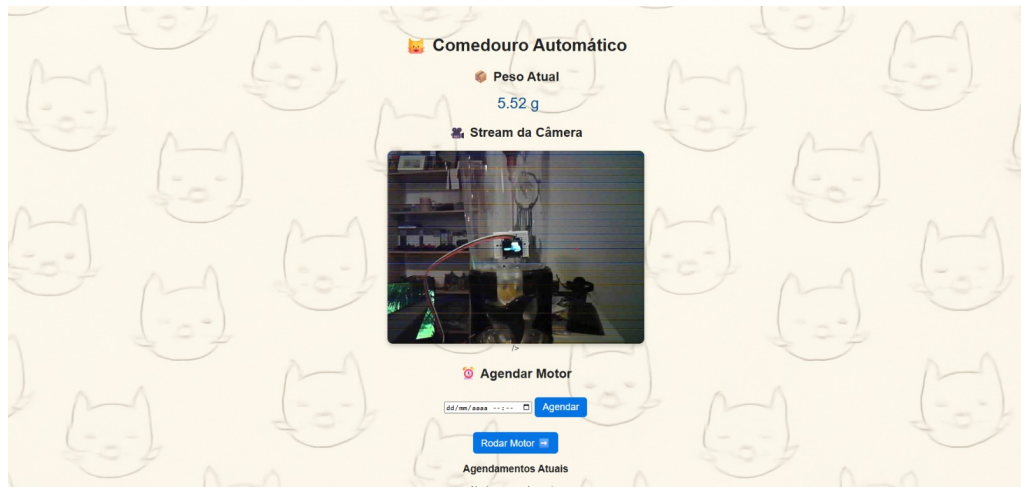 Comedouro Automático
Peso Atual
5.52 g
Stream da Câmera
/>
Agendar Motor
dd/mm/aaaa --:-- Agendar
Rodar Motor
Agendamentos Atuais